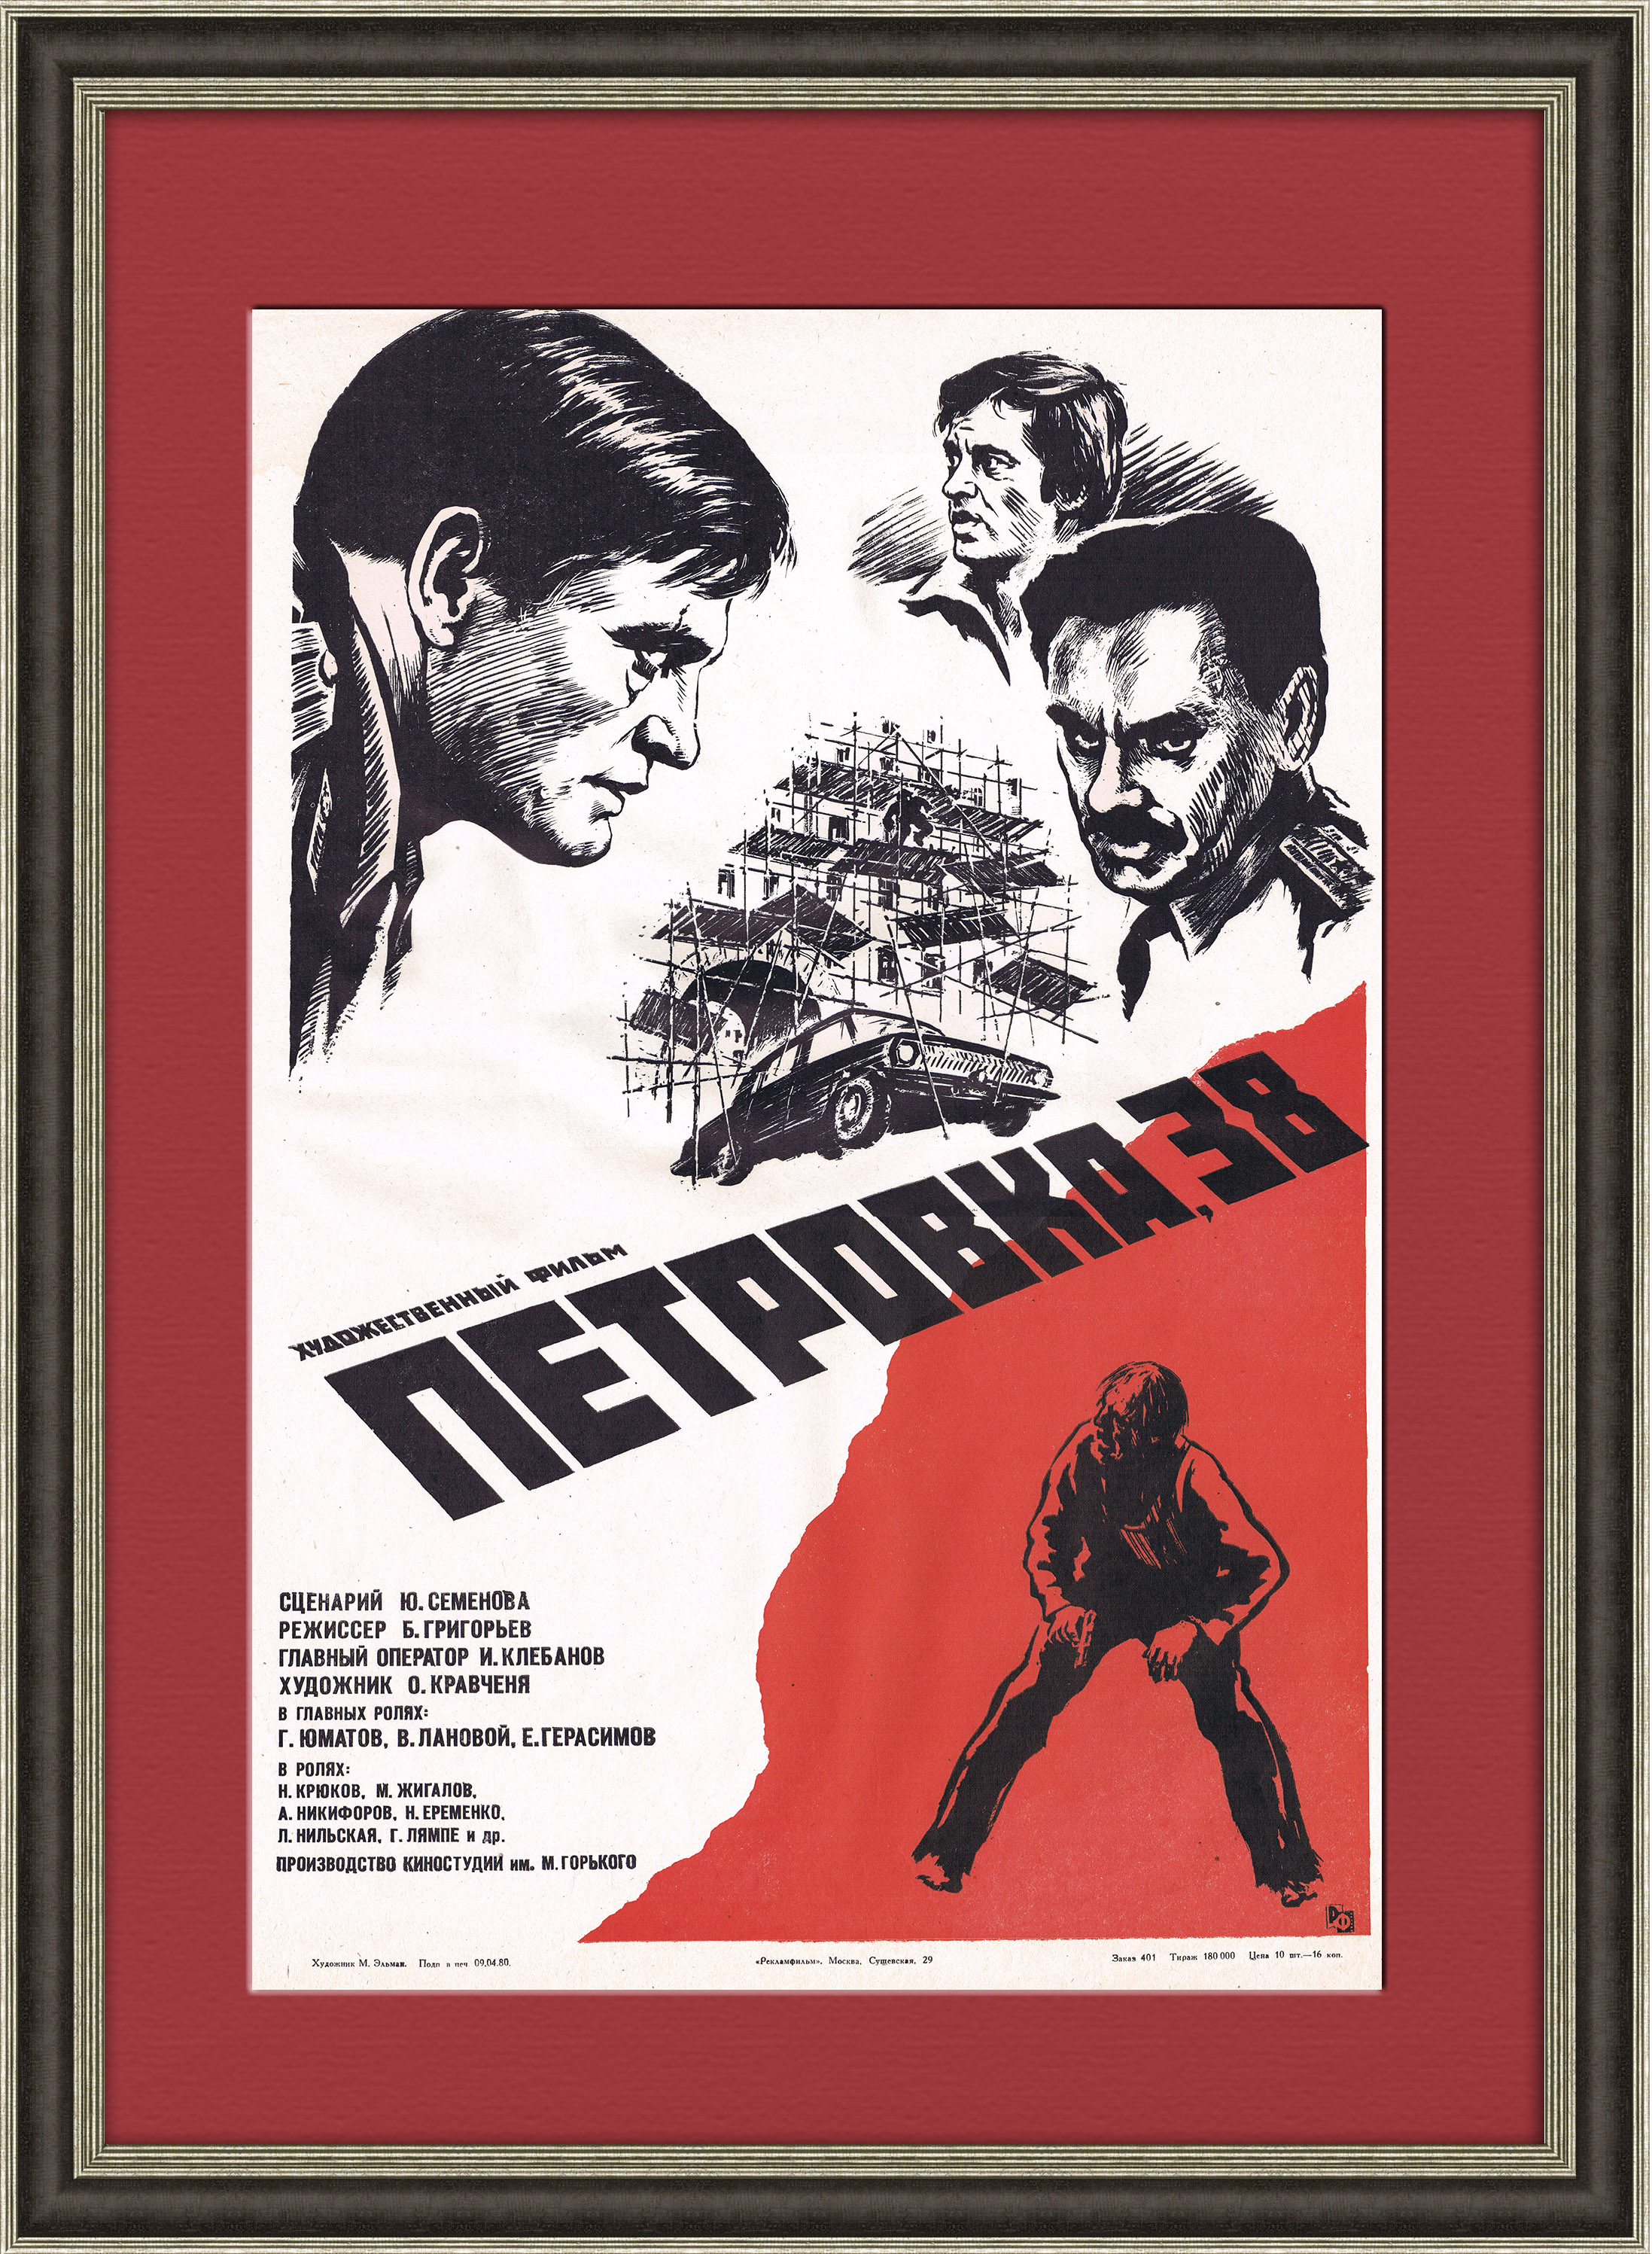 ХУДОЖЕСТВЕННЫЙ ФИЛЬМ
ПЕТРОВКА, 38
СЦЕНАРИЙ Ю. СЕМЕНОВА
РЕЖИССЕР Б. ГРИГОРЬЕВ
ГЛАВНЫЙ ОПЕРАТОР И. КЛЕБАНОВ
ХУДОЖНИК О. КРАВЧЕНЯ
В ГЛАВНЫХ РОЛЯХ:
Г. ЮМАТОВ, В. ЛАНОВОЙ, Е. ГЕРАСИМОВ
В РОЛЯХ:
Н. КРЮКОВ, М. ЖИГАЛОВ,
А. НИКИФОРОВ, Н. ЕРЕМЕНКО,
Л. НИЛЬСКАЯ, Г. ЛЯМПЕ и др.
ПРОИЗВОДСТВО КИНОСТУДИИ им. М. ГОРЬКОГО
РФ
Художник М. Эльман. Подп. в печ. 09.04.80. «Рекламфильм». Москва, Сущевская, 29 Заказ 401 Тираж 180 000 Цена 10 шт.—16 коп.